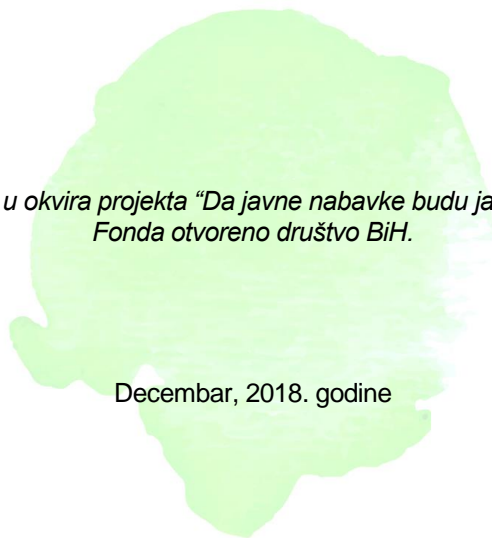 u okvira projekta “Da javne nabavke budu ja
Fonda otvoreno društvo BiH.
Decembar, 2018. godine